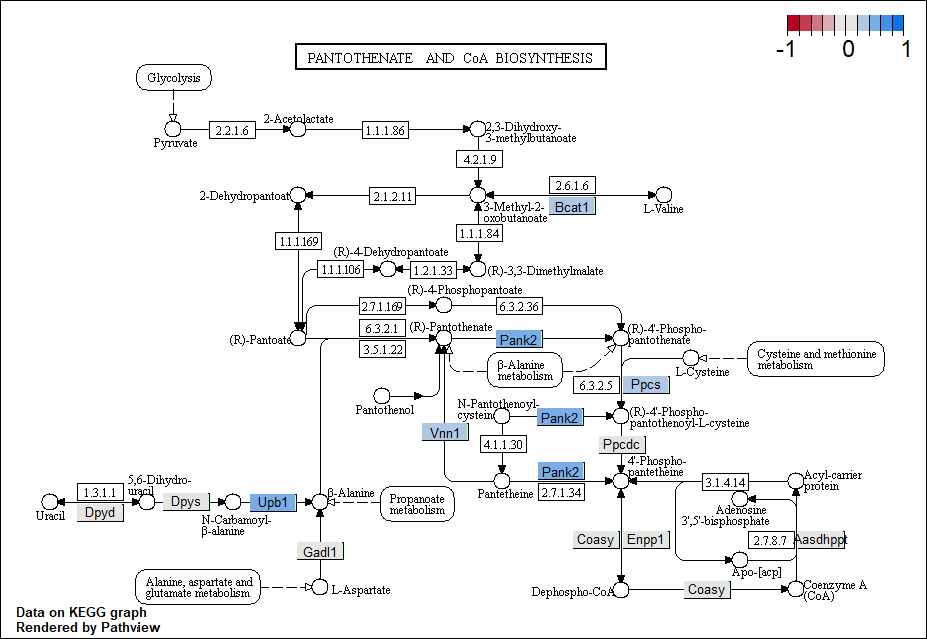 -1 0 1
PANTOTHENATE AND CoA BIOSYNTHESIS
Glycolysis
2-Acetolactate
2,3-Dihydroxy-
3-methylbutanoate
2.2.1.6
1.1.1.86
Pyruvate
4.2.1.9
2.6.1.6
2-Dehydropantoat
2.1.2.11
Bcat1
3-Methyl-2-
oxobutanoate
L-Valine
1.1.1.169
1.1.1.84
(R)-4-Dehydropantoate
1.1.1.106
1.2.1.33
(R)-3,3-Dimethylmalate
(R)-4-Phosphopantoate
2.7.1.169
6.3.2.36
6.3.2.1
(R)-Pantothenate
(R)-4'-Phospho-
pantothenate
(R)-Pantoate
Pank2
3.5.1.22
β-Alanine
metabolism
Cysteine and methionine
metabolism
L-Cysteine
6.3.2.5
Ppcs
Pantothenol
N-Pantothenoyl-
cystein
Pank2
(R)-4'-Phospho-
pantothenoyl-L-cysteine
Vnn1
4.1.1.30
Ppcdc
4'-Phospho-
pantetheine
Pank2
2.7.1.34
Pantetheine
3.1.4.14
Acyl-carrier
protein
5,6-Dihydro-
uracil
1.3.1.1
Dpyd
Dpys
Upb1
β-Alanine
Propanoate
metabolism
Uracil
N-Carbamoyl-
β-alanine
Adenosine
3',5'-bisphosphate
Coasy
Enpp1
2.7.8.7
Aasdhppt
Gadl1
Apo-[acp]
Alanine, aspartate and
glutamate metabolism
L-Aspartate
Dephospho-CoA
Coasy
Coenzyme A
(CoA)
Data on KEGG graph
Rendered by Pathview